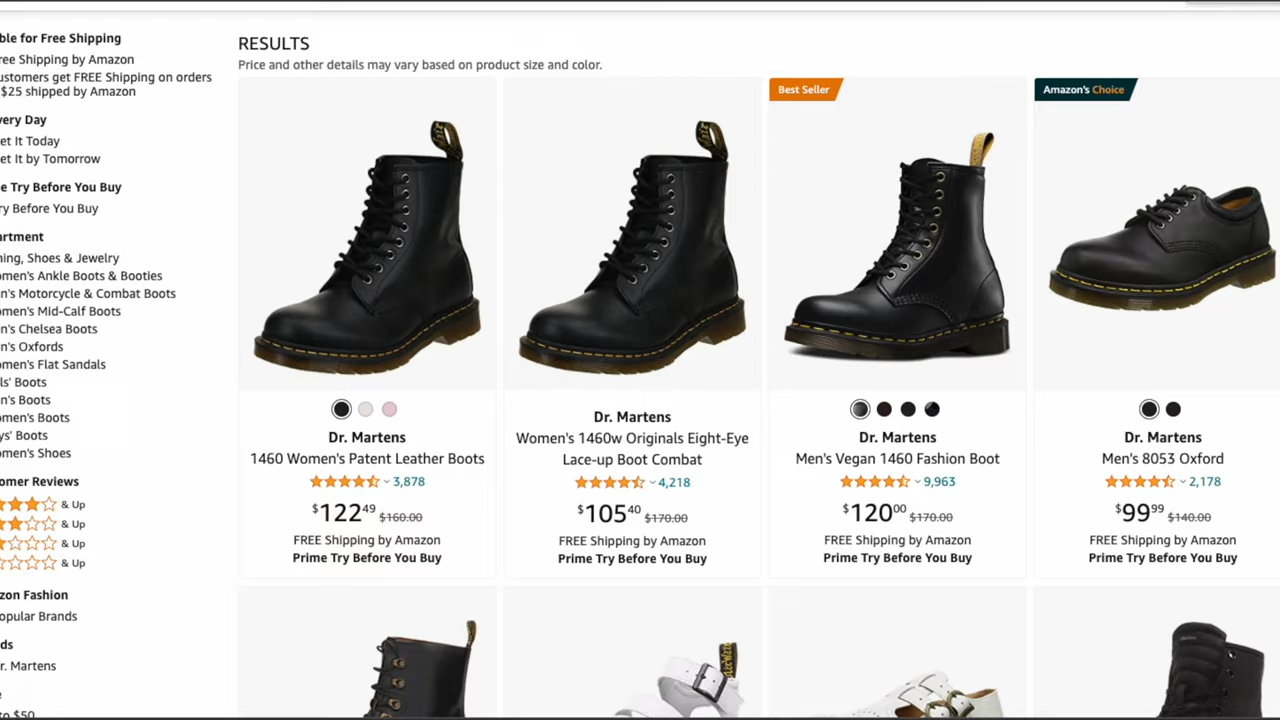 ble for Free Shipping
ree Shipping by Amazon
ustomers get FREE Shipping on orders
$25 shipped by Amazon
very Day
et It Today
et It by Tomorrow
e Try Before You Buy
ry Before You Buy
artment
hing, Shoes & Jewelry
omen's Ankle Boots & Booties
n's Motorcycle & Combat Boots
omen's Mid-Calf Boots
n's Chelsea Boots
n's Oxfords
omen's Flat Sandals
ls' Boots
n's Boots
omen's Boots
ys' Boots
omen's Shoes
omer Reviews
& Up
& Up
& Up
& Up
zon Fashion
opular Brands
ds
r. Martens
e
to $50
RESULTS
Price and other details may vary based on product size and color.
Dr. Martens
1460 Women's Patent Leather Boots
3,878
$122.49 $160.00
FREE Shipping by Amazon
Prime Try Before You Buy
Dr. Martens
Women's 1460w Originals Eight-Eye
Lace-up Boot Combat
4,218
$105.40 $170.00
FREE Shipping by Amazon
Prime Try Before You Buy
Best Seller
Dr. Martens
Men's Vegan 1460 Fashion Boot
9,963
$120.00 $170.00
FREE Shipping by Amazon
Prime Try Before You Buy
Amazon's Choice
Dr. Martens
Men's 8053 Oxford
2,178
$99.99 $140.00
FREE Shipping by Amazon
Prime Try Before You Buy